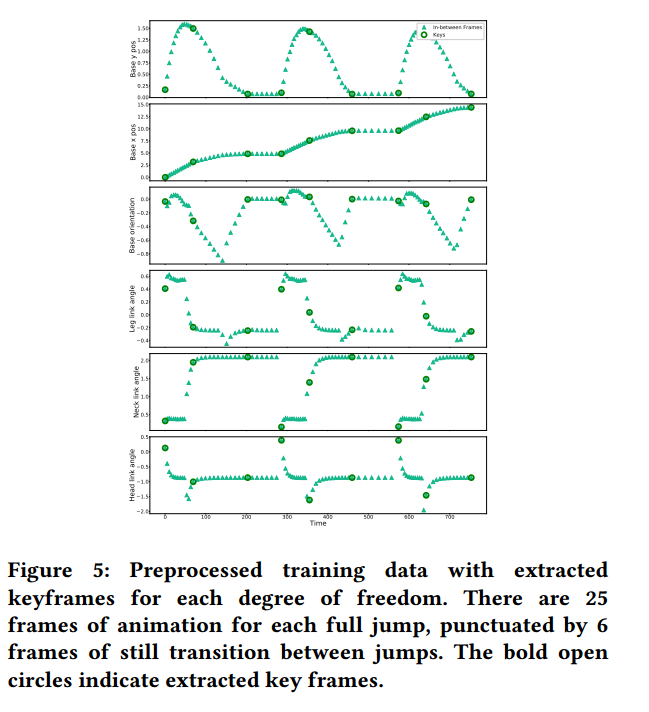 In-between Frames
Keys
Base y pos
1.50
1.25
1.00
0.75
0.50
0.25
0.00
Base x pos
15.0
12.5
10.0
7.5
5.0
2.5
0.0
Base orientation
0.0
−0.2
−0.4
−0.6
−0.8
Leg link angle
0.6
0.4
0.2
0.0
−0.2
−0.4
Neck link angle
2.0
1.5
1.0
0.5
Head link angle
0.5
0.0
−0.5
−1.0
−1.5
−2.0
0 100 200 300 400 500 600 700
Time
Figure 5: Preprocessed training data with extracted
keyframes for each degree of freedom. There are 25
frames of animation for each full jump, punctuated by 6
frames of still transition between jumps. The bold open
circles indicate extracted key frames.